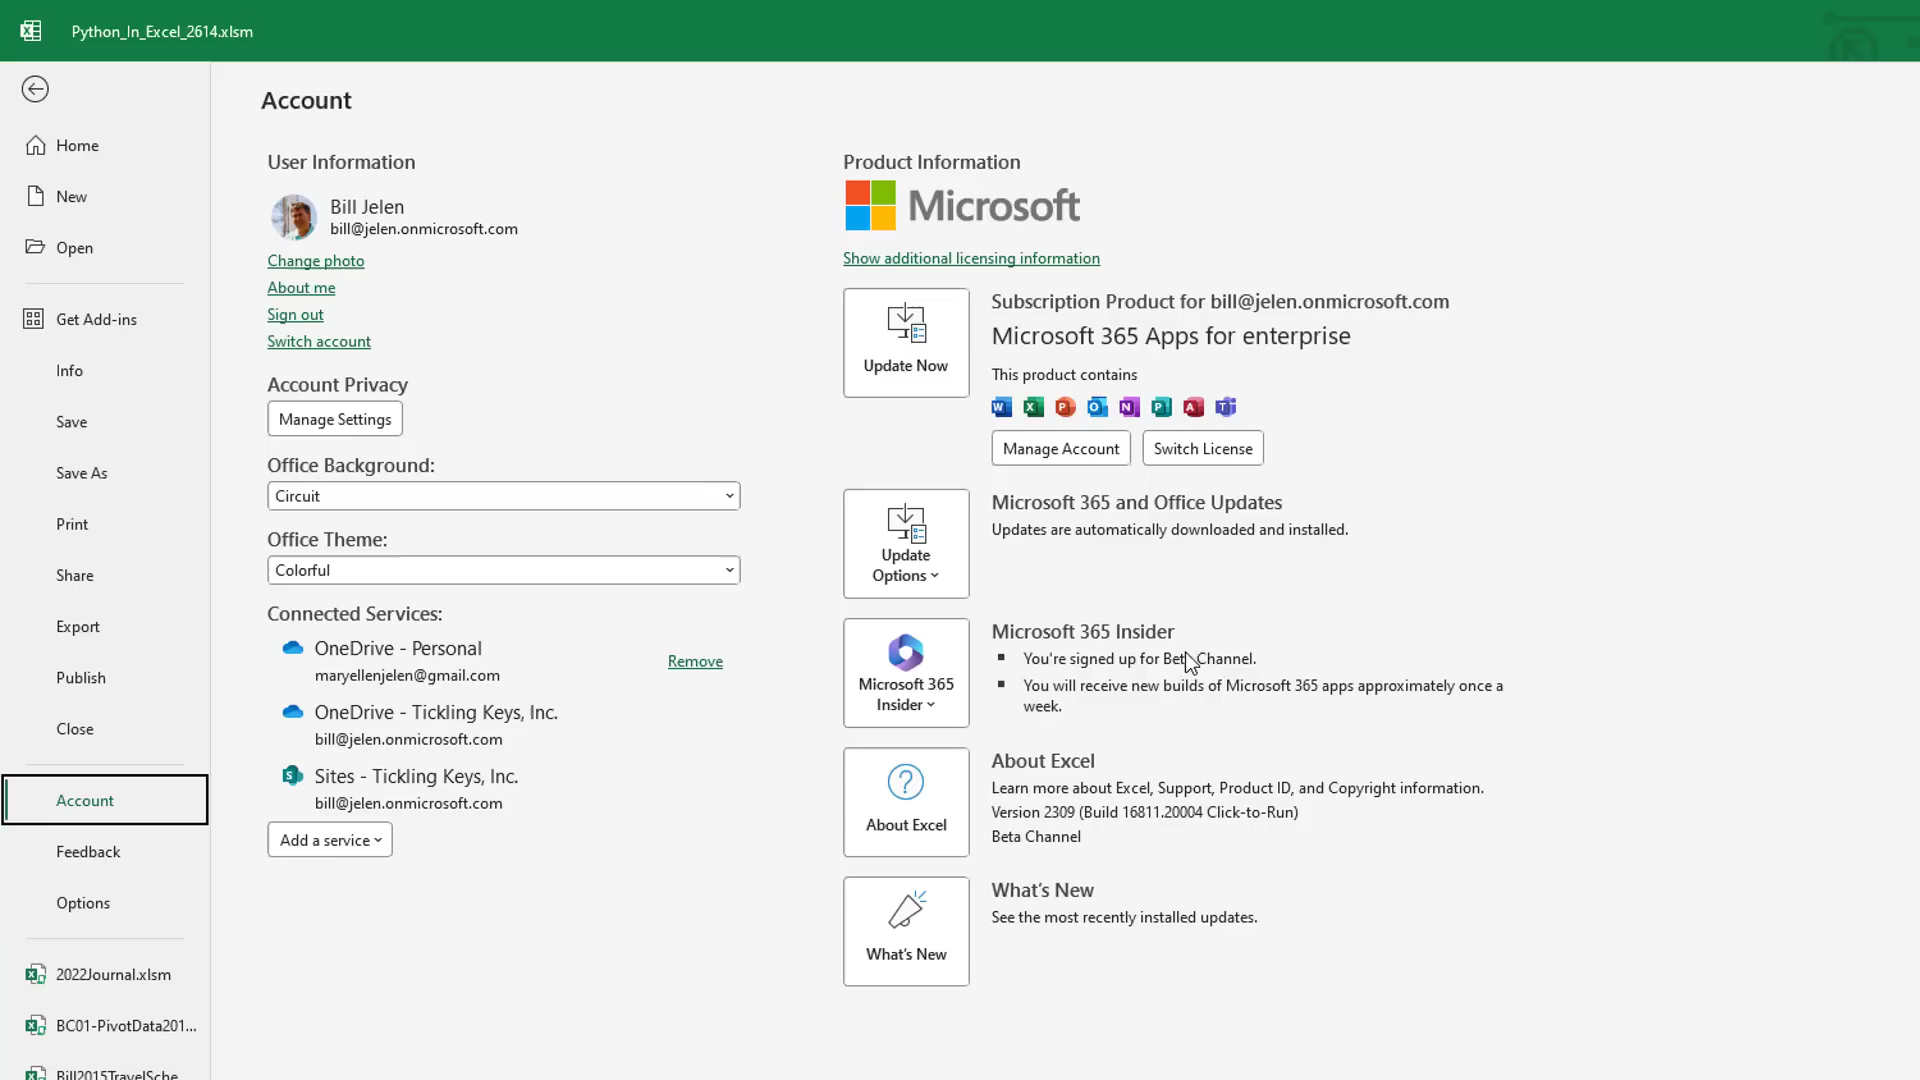 Python_In_Excel_2614.xlsm
Home
New
Open
Get Add-ins
Info
Save
Save As
Print
Share
Export
Publish
Close
Account
Feedback
Options
2022Journal.xlsm
BC01-PivotData201...
Bill2015TravelSche
Account
User Information
Bill Jelen
bill@jelen.onmicrosoft.com
Change photo
About me
Sign out
Switch account
Account Privacy
Manage Settings
Office Background:
Circuit
Office Theme:
Colorful
Connected Services:
OneDrive - Personal
maryellenjelen@gmail.com
Remove
OneDrive - Tickling Keys, Inc.
bill@jelen.onmicrosoft.com
Sites - Tickling Keys, Inc.
bill@jelen.onmicrosoft.com
Add a service
Product Information
Microsoft
Show additional licensing information
Update Now
Subscription Product for bill@jelen.onmicrosoft.com
Microsoft 365 Apps for enterprise
This product contains
Manage Account
Switch License
Update
Options
Microsoft 365 and Office Updates
Updates are automatically downloaded and installed.
Microsoft 365
Insider
Microsoft 365 Insider
You're signed up for Beta Channel.
You will receive new builds of Microsoft 365 apps approximately once a
week.
About Excel
About Excel
Learn more about Excel, Support, Product ID, and Copyright information.
Version 2309 (Build 16811.20004 Click-to-Run)
Beta Channel
What's New
What's New
See the most recently installed updates.